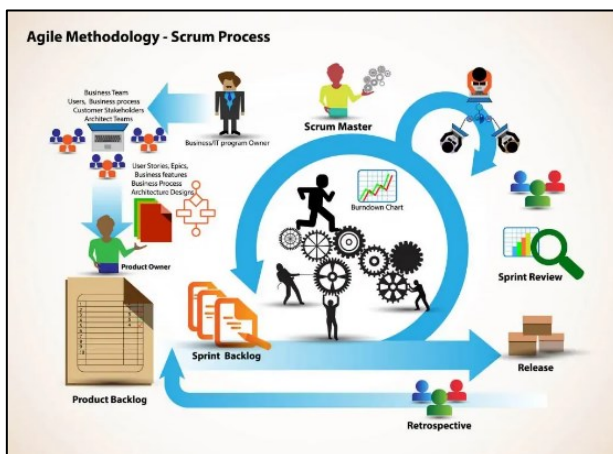 Agile Methodology - Scrum Process
Business Team
Users, Business process
Customer Stakeholders
Architect Teams
Business/IT program Owner
Scrum Master
User Stories, Epics,
Business features
Business Process
Architecture Designs
Burndown Chart
Product Owner
Sprint Review
Sprint Backlog
Release
Product Backlog
Retrospective